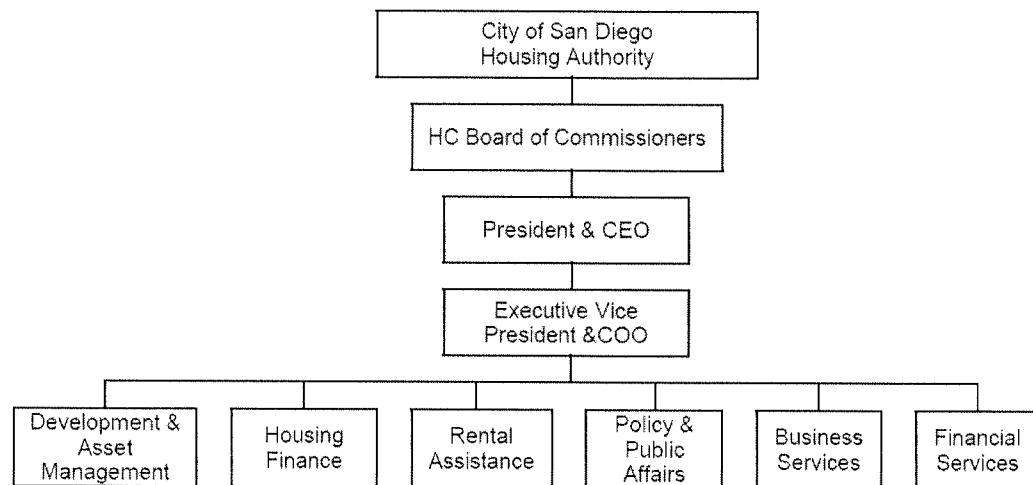 City of San Diego
Housing Authority
HC Board of Commissioners
President & CEO
Executive Vice
President &COO
Development &
Asset
Management
Housing
Finance
Rental
Assistance
Policy &
Public
Affairs
Business
Services
Financial
Services